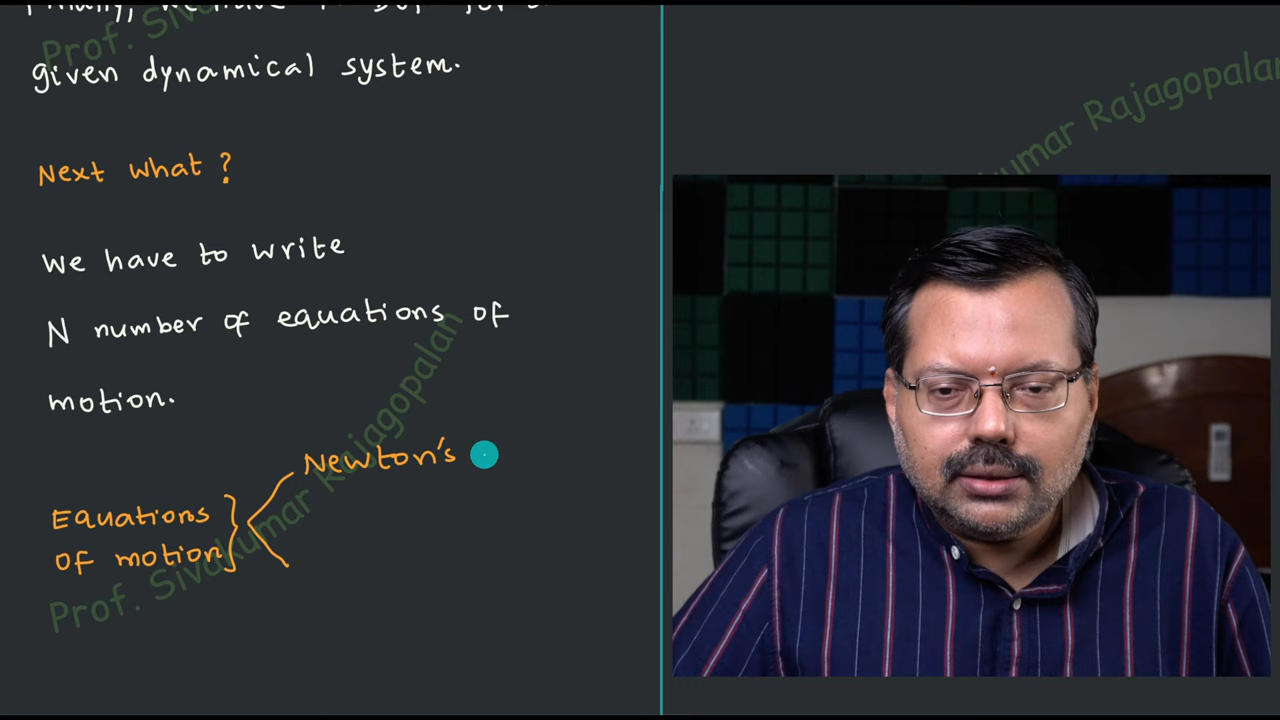 given dynamical system.
Next what ?
We have to write
N number of equations of
motion.
Newton's
Equations
of motion
Prof. Sivakumar Rajagopalan